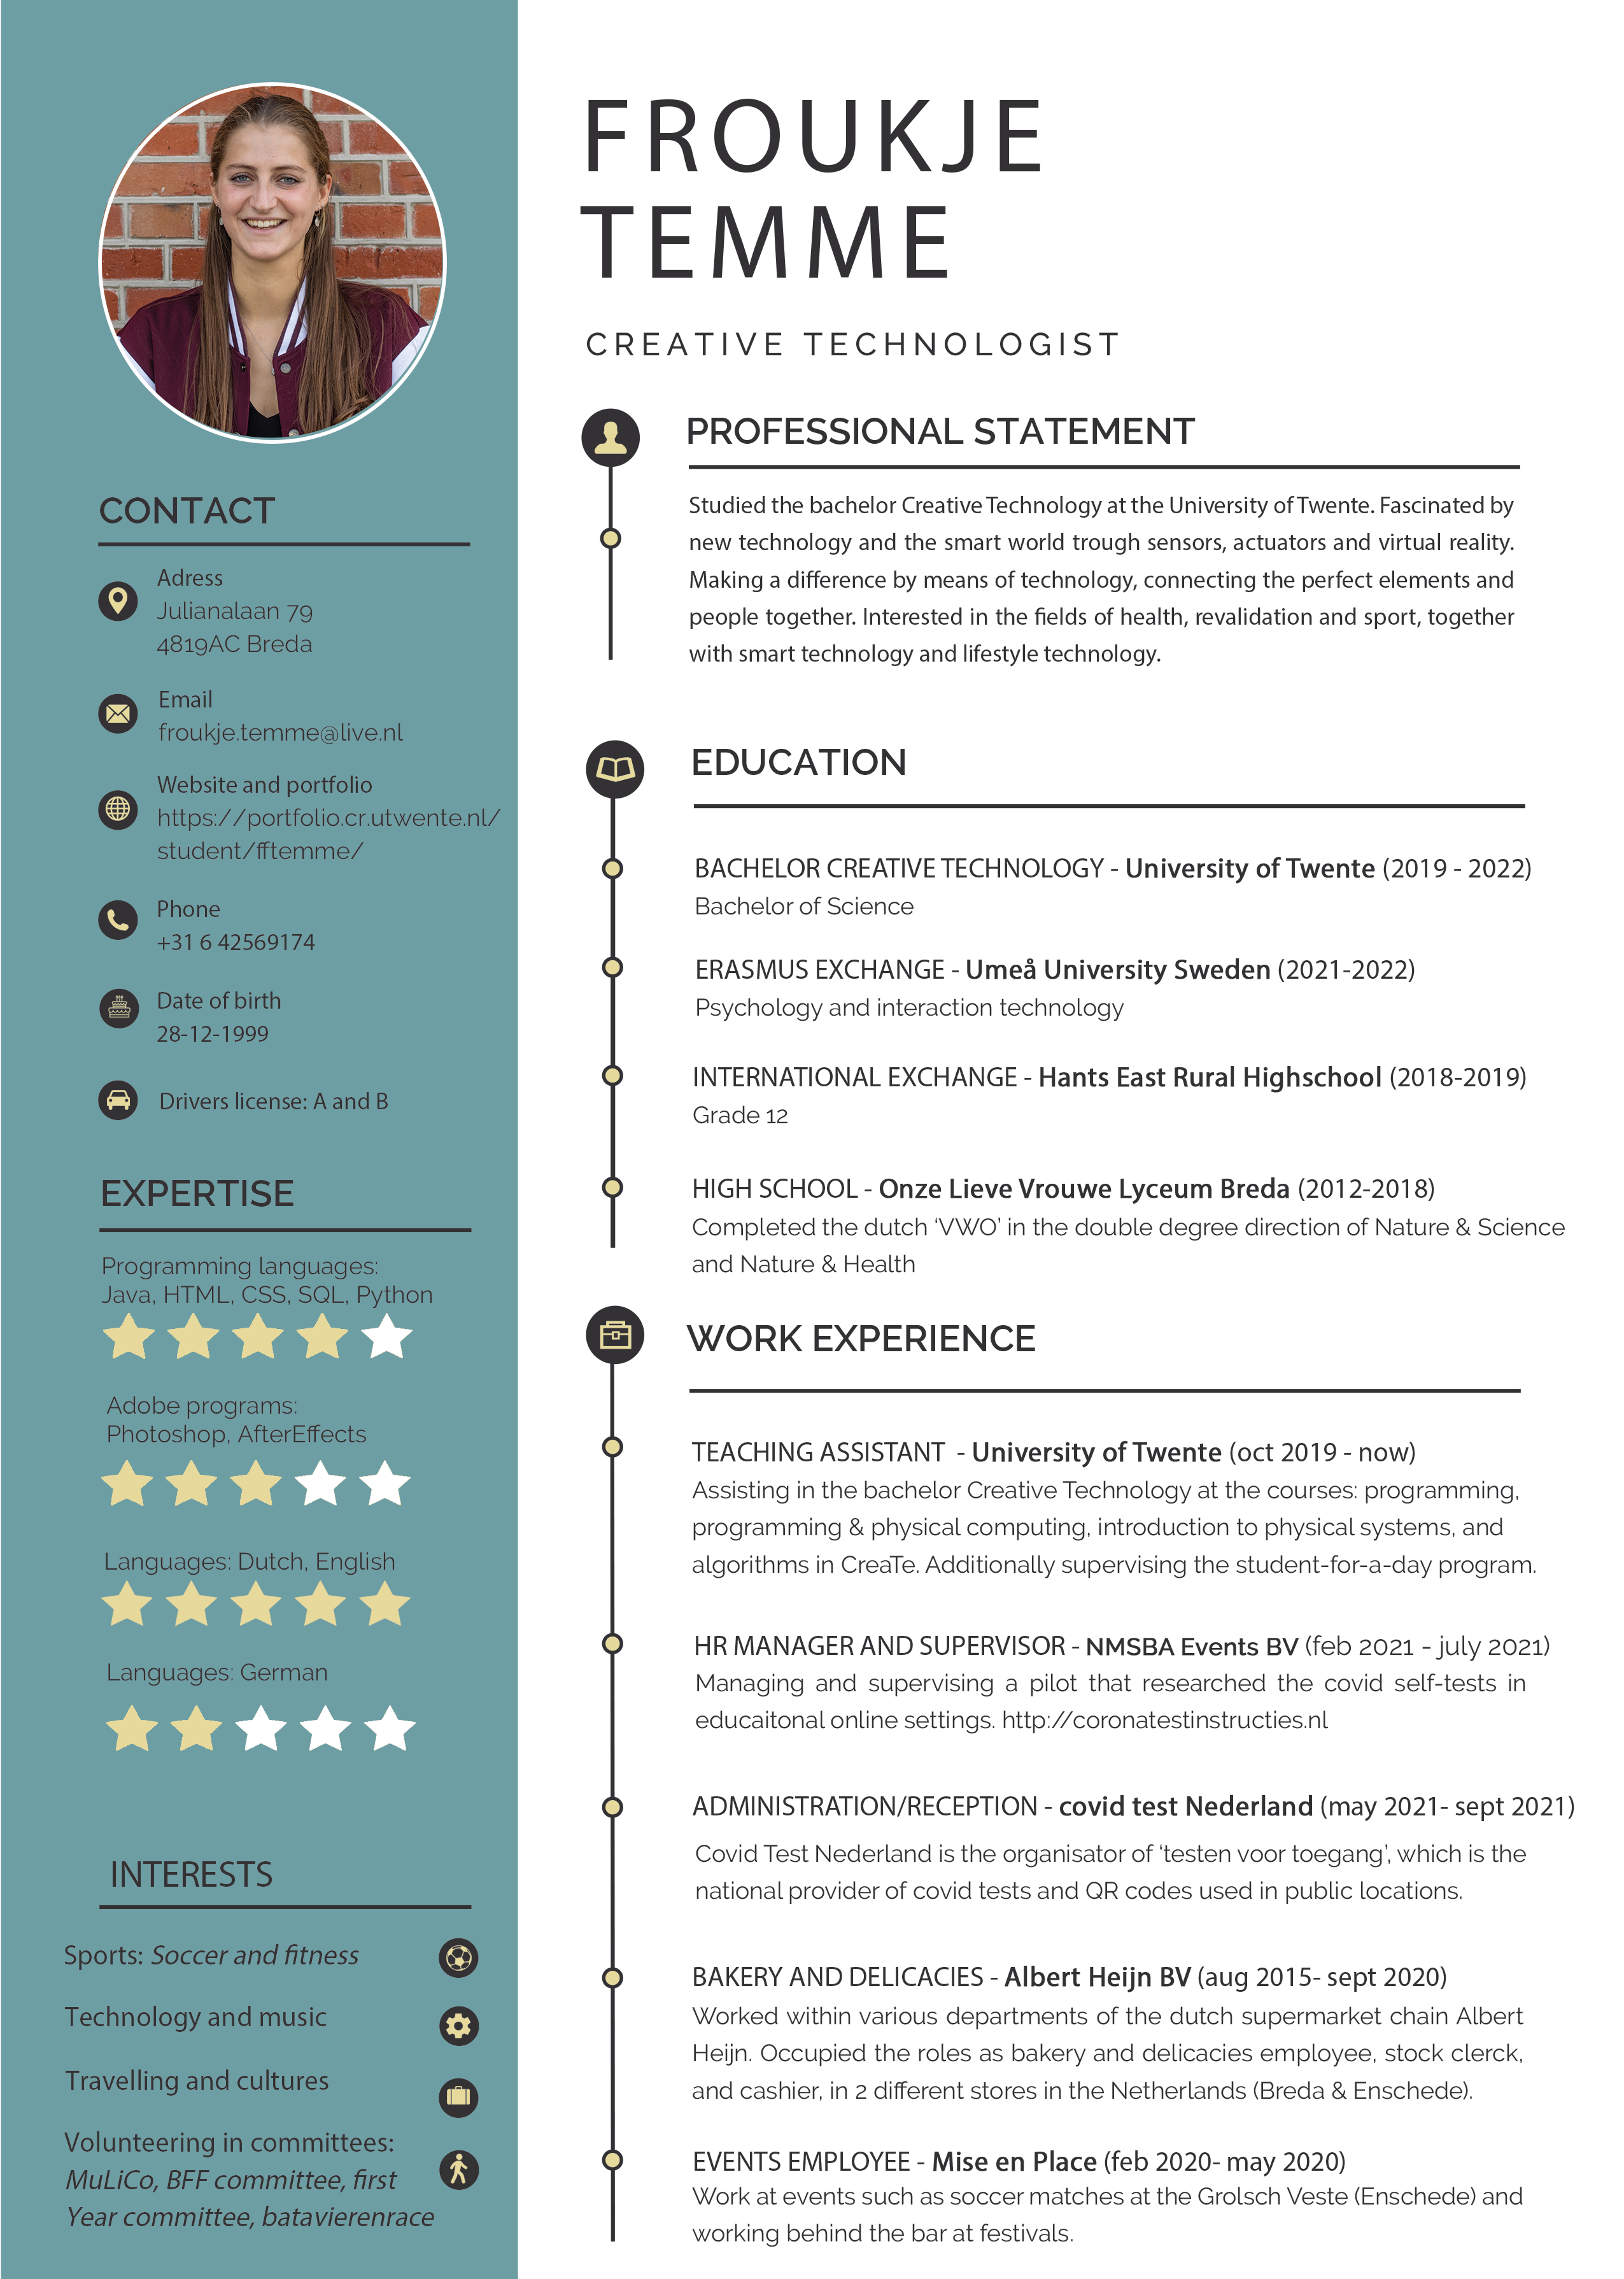 FROUKJE
TEMME
CREATIVE TECHNOLOGIST
CONTACT
Adress
Julianalaan 79
4819AC Breda
Email
froukje.temme@live.nl
Website and portfolio
https://portfolio.cr.utwente.nl/
student/fftemme/
Phone
+31 6 42569174
Date of birth
28-12-1999
Drivers license: A and B
EXPERTISE
Programming languages:
Java, HTML, CSS, SQL, Python
Adobe programs:
Photoshop, AfterEffects
Languages: Dutch, English
Languages: German
INTERESTS
Sports: Soccer and fitness
Technology and music
Travelling and cultures
Volunteering in committees:
MuLiCo, BFF committee, first
Year committee, batavierenrace
PROFESSIONAL STATEMENT
Studied the bachelor Creative Technology at the University of Twente. Fascinated by
new technology and the smart world trough sensors, actuators and virtual reality.
Making a difference by means of technology, connecting the perfect elements and
people together. Interested in the fields of health, revalidation and sport, together
with smart technology and lifestyle technology.
EDUCATION
BACHELOR CREATIVE TECHNOLOGY - University of Twente (2019 - 2022)
Bachelor of Science
ERASMUS EXCHANGE - Umeå University Sweden (2021-2022)
Psychology and interaction technology
INTERNATIONAL EXCHANGE - Hants East Rural Highschool (2018-2019)
Grade 12
HIGH SCHOOL - Onze Lieve Vrouwe Lyceum Breda (2012-2018)
Completed the dutch ‘VWO’ in the double degree direction of Nature & Science
and Nature & Health
WORK EXPERIENCE
TEACHING ASSISTANT - University of Twente (oct 2019 - now)
Assisting in the bachelor Creative Technology at the courses: programming,
programming & physical computing, introduction to physical systems, and
algorithms in CreaTe. Additionally supervising the student-for-a-day program.
HR MANAGER AND SUPERVISOR - NMSBA Events BV (feb 2021 - july 2021)
Managing and supervising a pilot that researched the covid self-tests in
educaitonal online settings. http://coronatestinstructies.nl
ADMINISTRATION/RECEPTION - covid test Nederland (may 2021- sept 2021)
Covid Test Nederland is the organisator of ‘testen voor toegang’, which is the
national provider of covid tests and QR codes used in public locations.
BAKERY AND DELICACIES - Albert Heijn BV (aug 2015- sept 2020)
Worked within various departments of the dutch supermarket chain Albert
Heijn. Occupied the roles as bakery and delicacies employee, stock clerck,
and cashier, in 2 different stores in the Netherlands (Breda & Enschede).
EVENTS EMPLOYEE - Mise en Place (feb 2020- may 2020)
Work at events such as soccer matches at the Grolsch Veste (Enschede) and
working behind the bar at festivals.